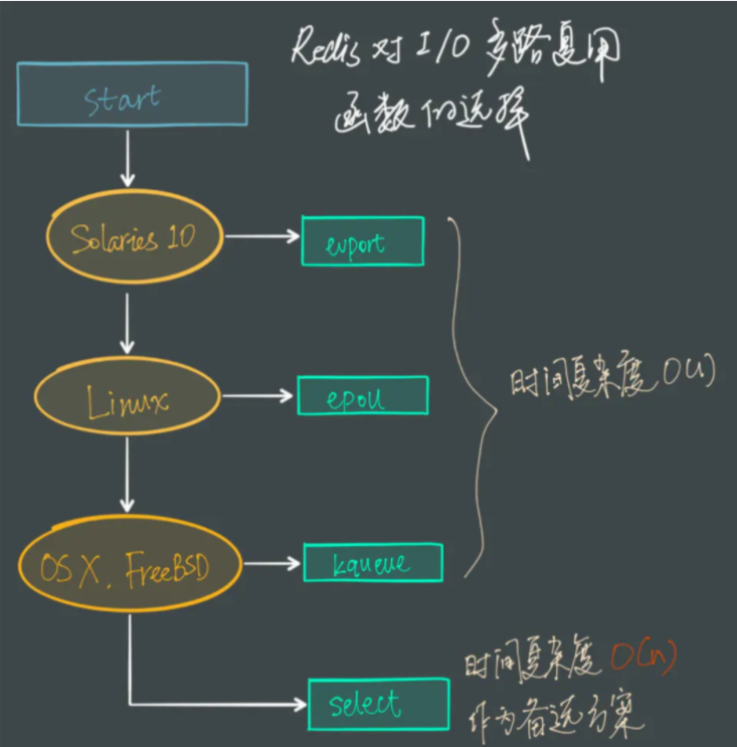 Redis对I/O多路复用
函数的选择
start
Solaries 10
evport
Linux
epoll
时间复杂度O(1)
OS X, FreeBSD
kqueue
时间复杂度O(n)
select
作为备选方案